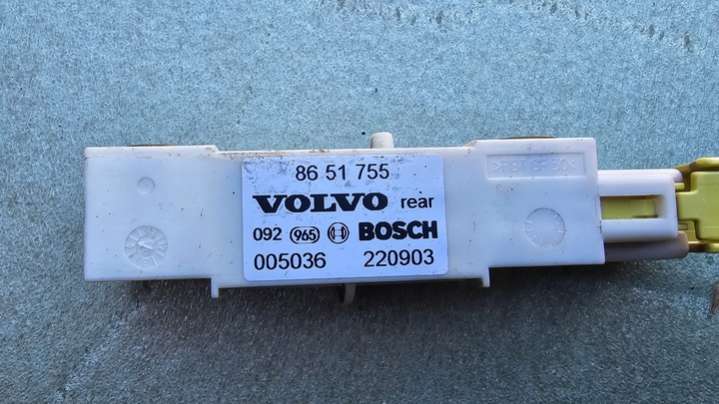 86 51 755
VOLVO rear
092 965 BOSCH
005036 220903